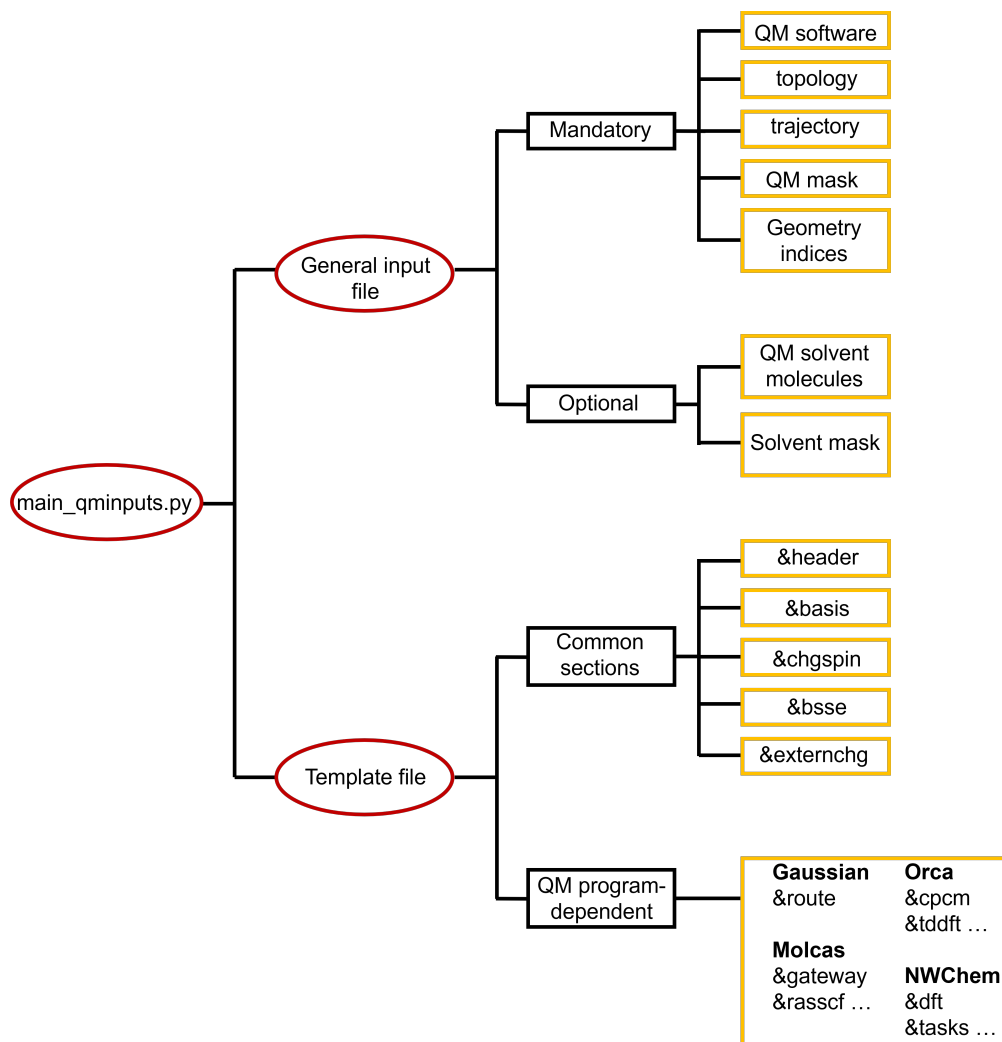 QM software
topology
trajectory
QM mask
Geometry
indices
Mandatory
General input
file
Optional
QM solvent
molecules
Solvent mask
main_qminputs.py
&header
&basis
&chgspin
&bsse
&externchg
Common
sections
Template file
QM program-
dependent
Gaussian
&route
Orca
&cpcm
&tddft ...
Molcas
&gateway
&rasscf ...
NWChem
&dft
&tasks ...